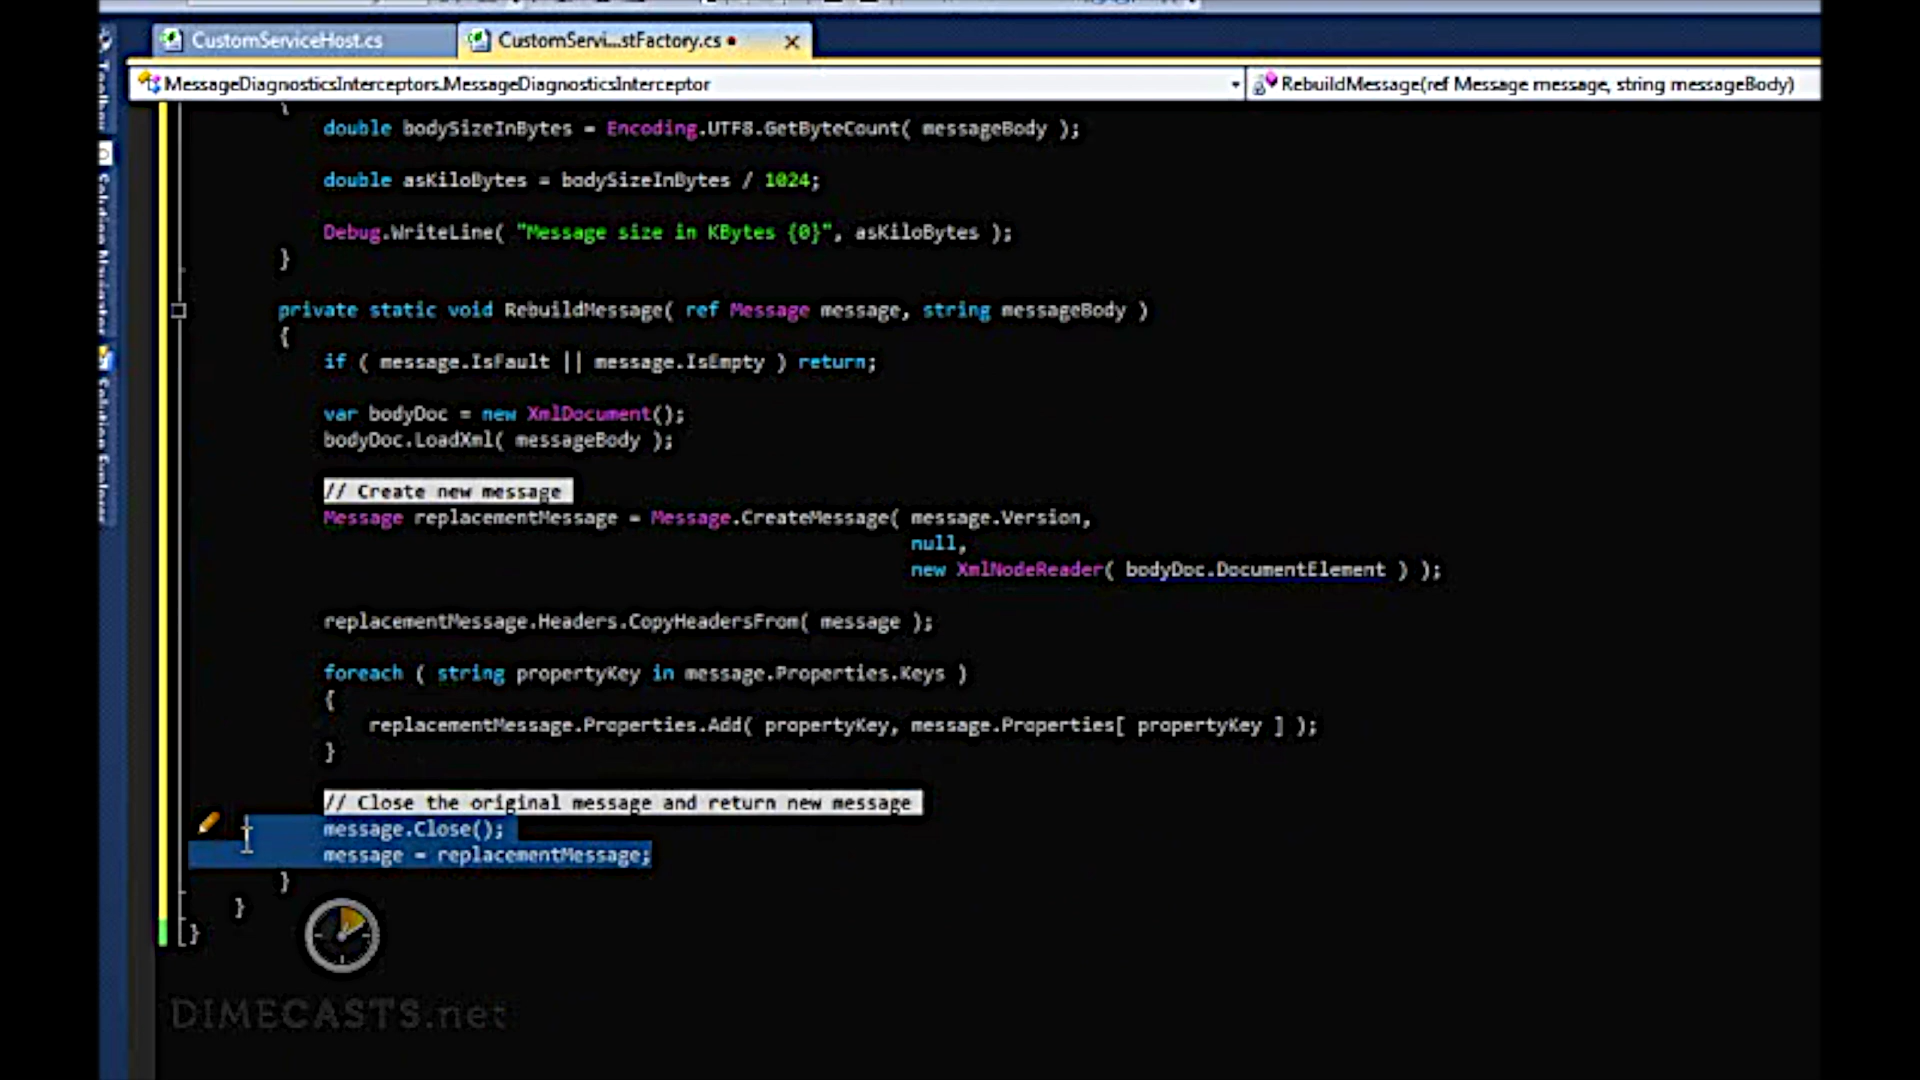 CustomServiceHost.cs
CustomServi...stFactory.cs
MessageDiagnosticsInterceptors.MessageDiagnosticsInterceptor
RebuildMessage(ref Message message, string messageBody)
{
double bodySizeInBytes = Encoding.UTF8.GetByteCount( messageBody );
double asKiloBytes = bodySizeInBytes / 1024;
Debug.WriteLine( "Message size in KBytes {0}", asKiloBytes );
}
private static void RebuildMessage( ref Message message, string messageBody )
{
if ( message.IsFault || message.IsEmpty ) return;
var bodyDoc = new XmlDocument();
bodyDoc.LoadXml( messageBody );
// Create new message
Message replacementMessage = Message.CreateMessage( message.Version,
null,
new XmlNodeReader( bodyDoc.DocumentElement ) );
replacementMessage.Headers.CopyHeadersFrom( message );
foreach ( string propertyKey in message.Properties.Keys )
{
replacementMessage.Properties.Add( propertyKey, message.Properties[ propertyKey ] );
}
// Close the original message and return new message
message.Close();
message = replacementMessage;
}
}
}
DIMECASTS.net
Solution Explorer